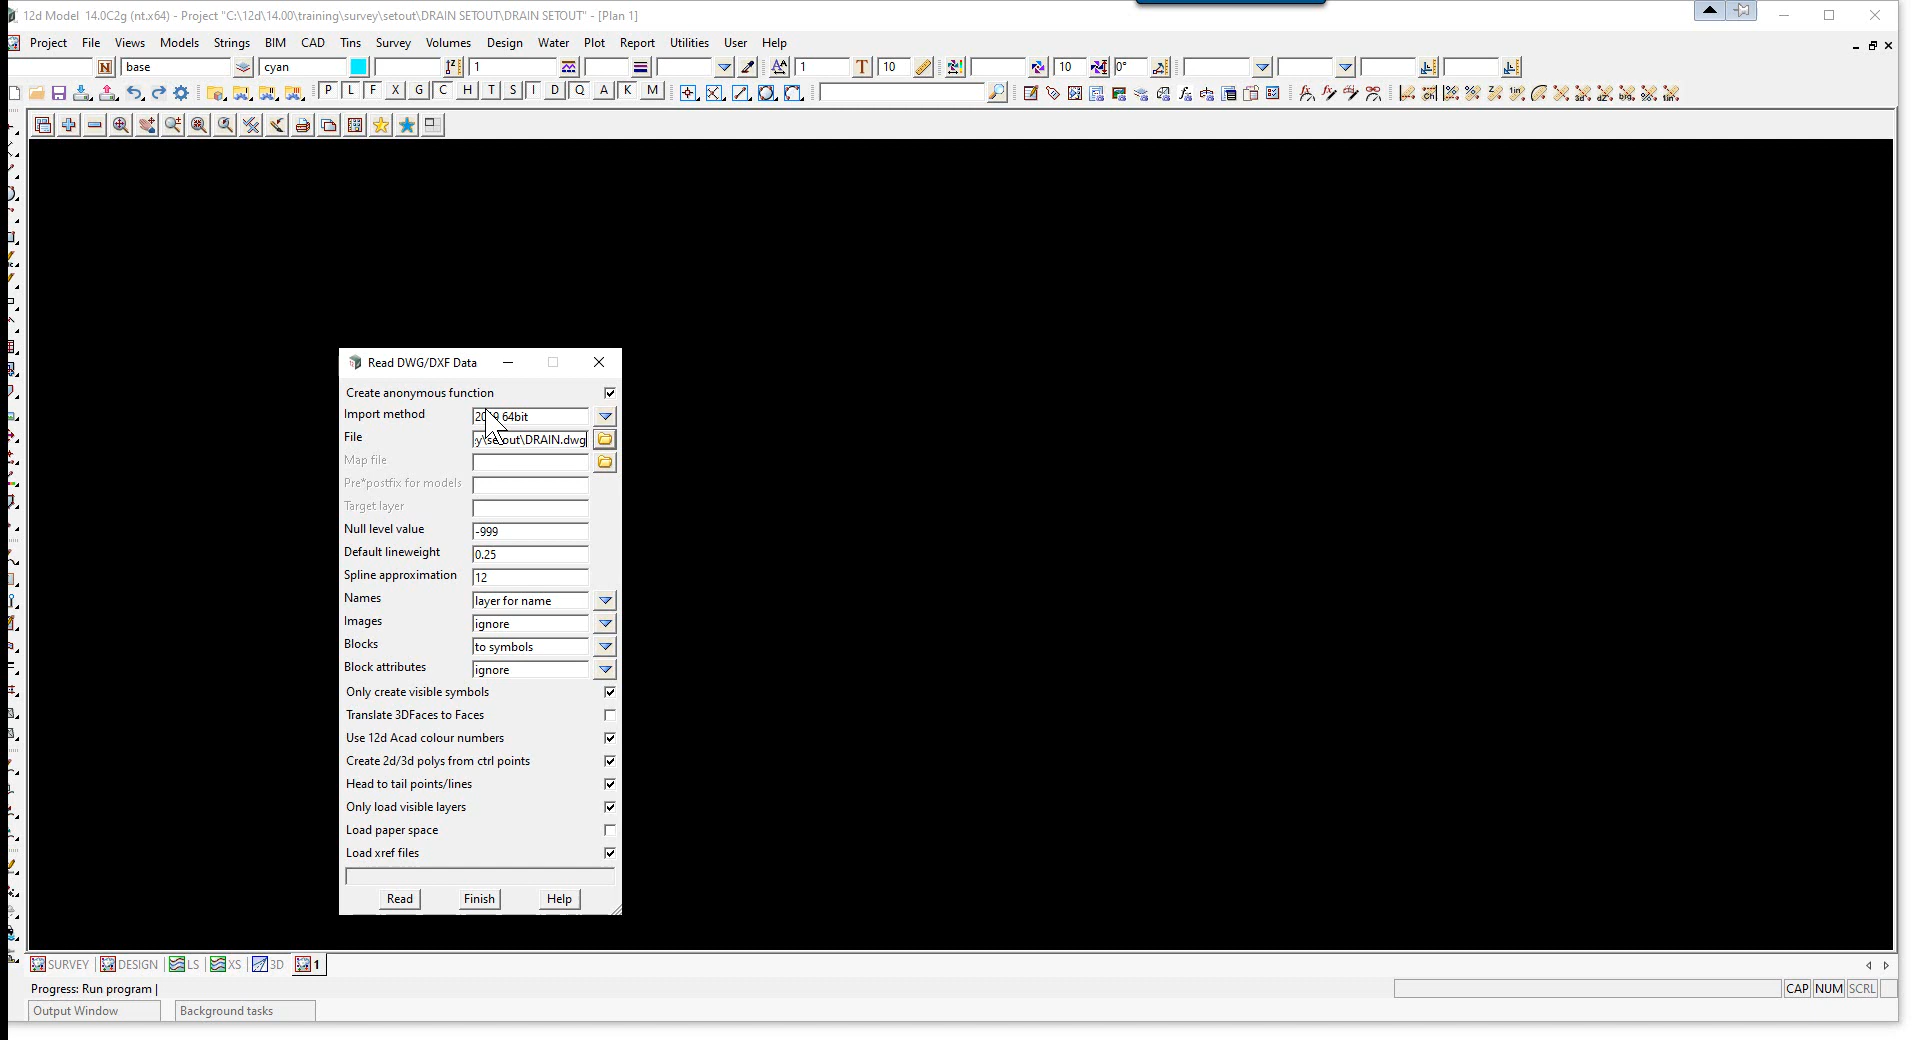 12d Model 14.0C2g (nt.x64) - Project "C:\12d\14.00\training\survey\setout\DRAIN SETOUT\DRAIN SETOUT" - [Plan 1]
Project File Views Models Strings BIM CAD Tins Survey Volumes Design Water Plot Report Utilities User Help
N base cyan 1 T 1 10 10 0°
P L F X G C H T S I D Q A K M
Read DWG/DXF Data
Create anonymous function
Import method 64bit
File y\setout\DRAIN.dwg
Map file
Pre*postfix for models
Target layer
Null level value -999
Default lineweight 0.25
Spline approximation 12
Names layer for name
Images ignore
Blocks to symbols
Block attributes ignore
Only create visible symbols
Translate 3DFaces to Faces
Use 12d Acad colour numbers
Create 2d/3d polys from ctrl points
Head to tail points/lines
Only load visible layers
Load paper space
Load xref files
Read Finish Help
SURVEY DESIGN LS XS 3D 1
Progress: Run program |
CAP NUM SCRL
Output Window Background tasks